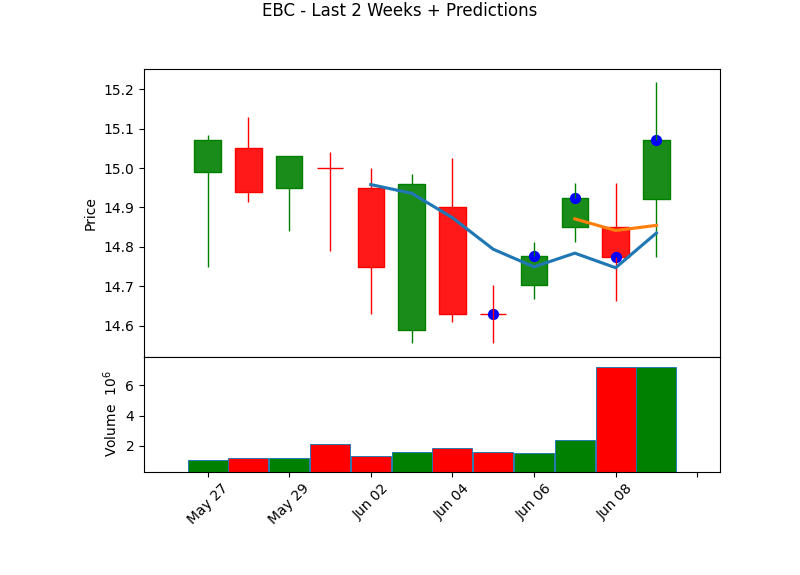 EBC - Last 2 Weeks + Predictions
15.2
15.1
15.0
14.9
14.8
14.7
14.6
Price
6
4
2
Volume 10^6
May 27
May 29
Jun 02
Jun 04
Jun 06
Jun 08